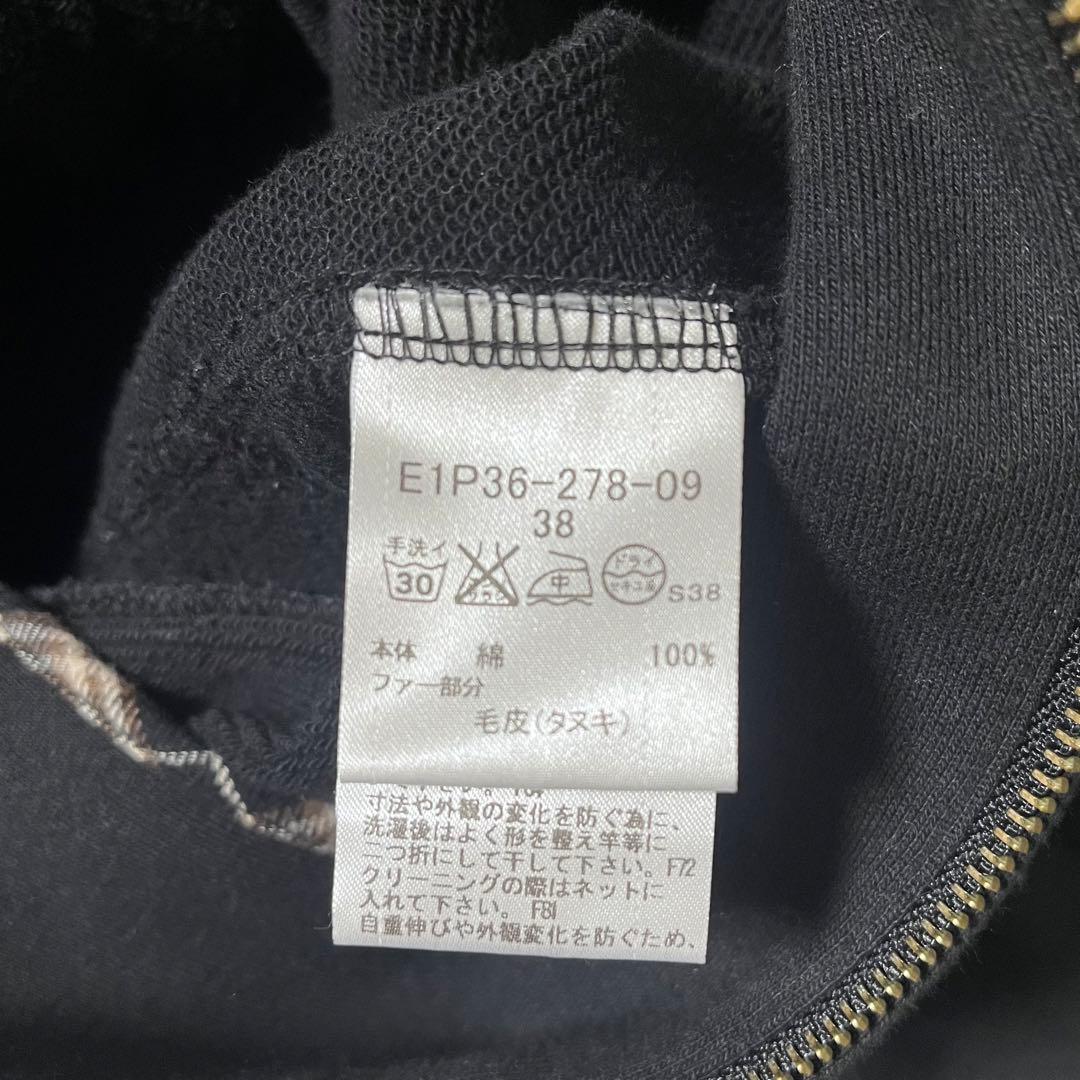 E1P36-278-09
38
手洗イ
30
中
ドライ
セキユ系
S38
本体 綿 100%
ファー部分
毛皮(タヌキ)
寸法や外観の変化を防ぐ為に、
洗濯後はよく形を整え竿等に
二つ折にして干して下さい。F72
クリーニングの際はネットに
入れて下さい。F81
自重伸びや外観変化を防ぐため、